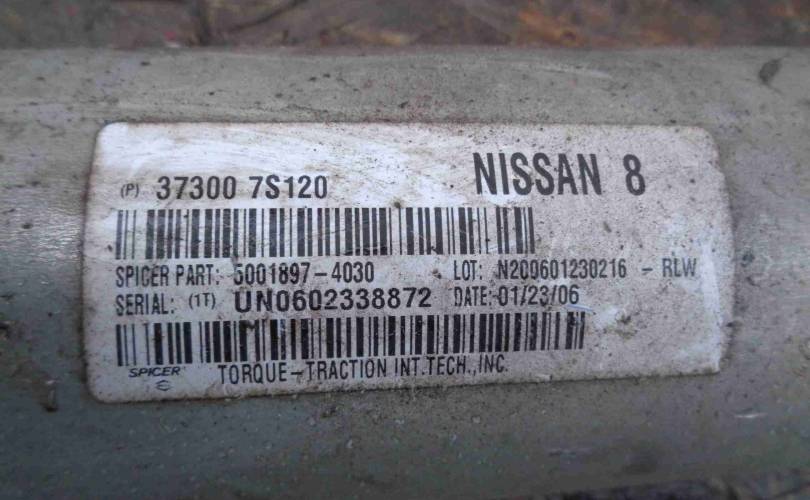 (P) 37300 7S120 NISSAN 8
SPICER PART: 5001897-4030 LOT: N200601230216 - RLW
SERIAL: (1T) UN0602338872 DATE: 01/23/06
SPICER TORQUE-TRACTION INT.TECH.,INC.